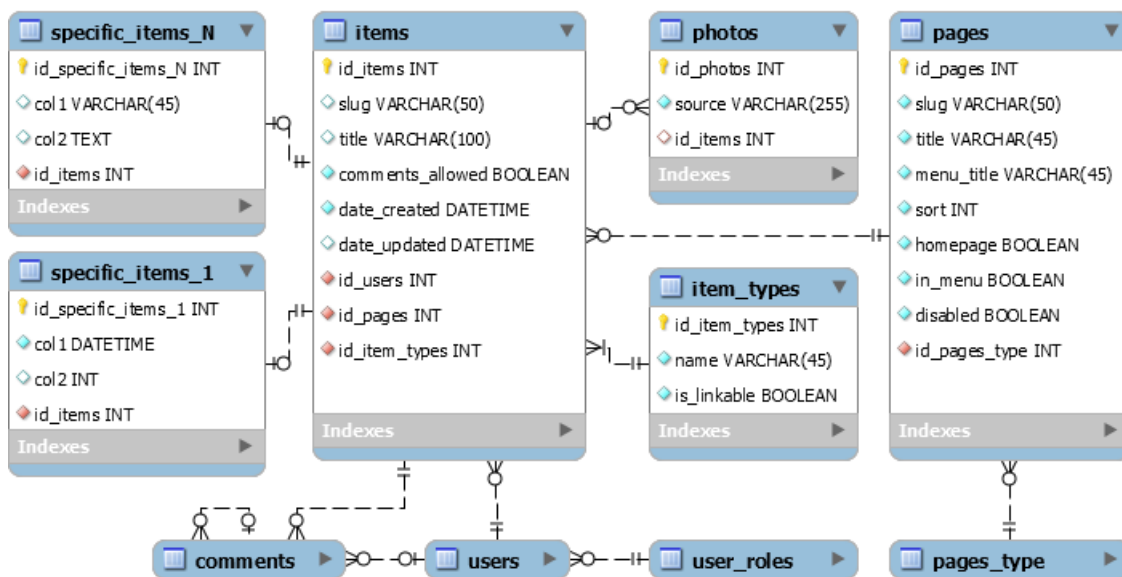 specific_items_N
id_specific_items_N INT
col1 VARCHAR(45)
col2 TEXT
id_items INT
Indexes
specific_items_1
id_specific_items_1 INT
col1 DATETIME
col2 INT
id_items INT
Indexes
items
id_items INT
slug VARCHAR(50)
title VARCHAR(100)
comments_allowed BOOLEAN
date_created DATETIME
date_updated DATETIME
id_users INT
id_pages INT
id_item_types INT
Indexes
photos
id_photos INT
source VARCHAR(255)
id_items INT
Indexes
item_types
id_item_types INT
name VARCHAR(45)
is_linkable BOOLEAN
Indexes
pages
id_pages INT
slug VARCHAR(50)
title VARCHAR(45)
menu_title VARCHAR(45)
sort INT
homepage BOOLEAN
in_menu BOOLEAN
disabled BOOLEAN
id_pages_type INT
Indexes
comments
users
user_roles
pages_type